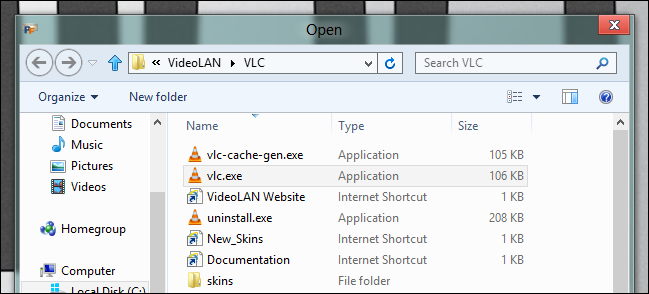 Open
« VideoLAN VLC
Search VLC
Organize New folder
Documents
Music
Pictures
Videos
Homegroup
Computer
Local Disk (C:)
Name Type Size
vlc-cache-gen.exe Application 105 KB
vlc.exe Application 106 KB
VideoLAN Website Internet Shortcut 1 KB
uninstall.exe Application 208 KB
New_Skins Internet Shortcut 1 KB
Documentation Internet Shortcut 1 KB
skins File folder